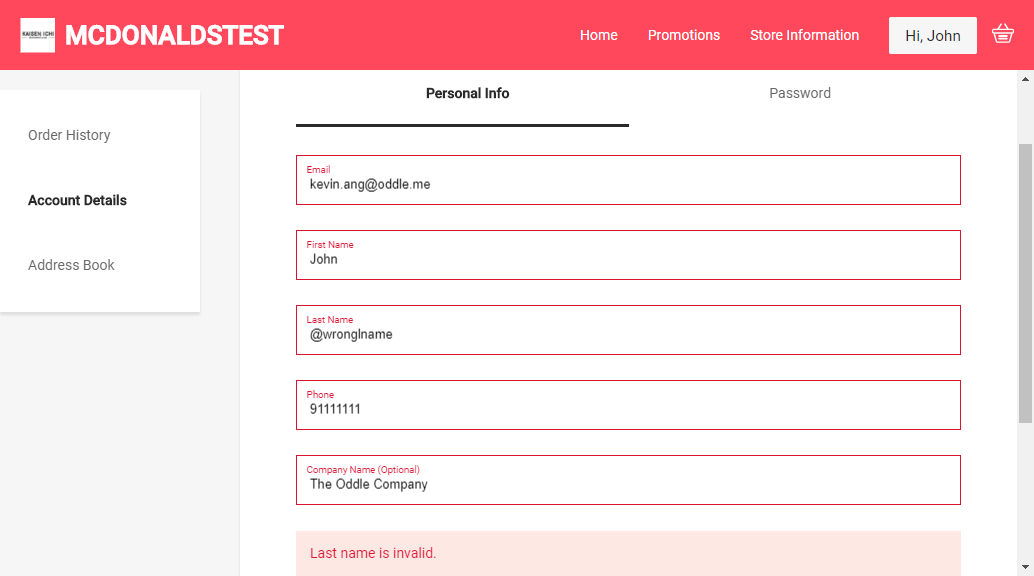 KAISEN ICHI
MCDONALDSTEST
Home
Promotions
Store Information
Hi, John
Order History
Account Details
Address Book
Personal Info
Password
Email
kevin.ang@oddle.me
First Name
John
Last Name
@wronglname
Phone
91111111
Company Name (Optional)
The Oddle Company
Last name is invalid.